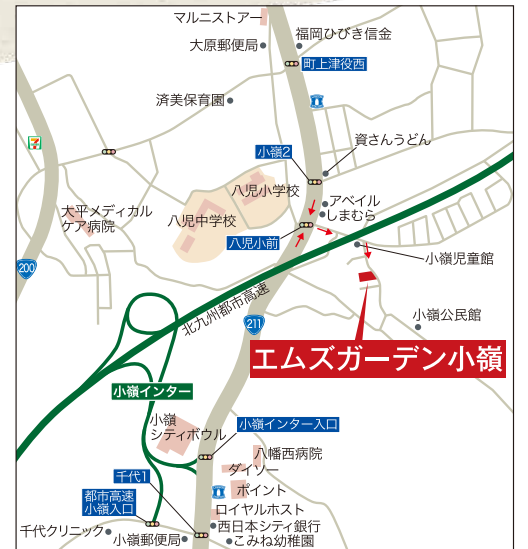 マルニストアー
福岡ひびき信金
大原郵便局
町上津役西
済美保育園
資さんうどん
小嶺2
八児小学校
アベイル
しまむら
大平メディカル
ケア病院
八児中学校
八児小前
小嶺児童館
200
北九州都市高速
小嶺公民館
211
エムズガーデン小嶺
小嶺インター
小嶺
シティボウル
小嶺インター入口
八幡西病院
ダイソー
千代1
ポイント
都市高速
小嶺入口
ロイヤルホスト
西日本シティ銀行
千代クリニック
小嶺郵便局
こみね幼稚園